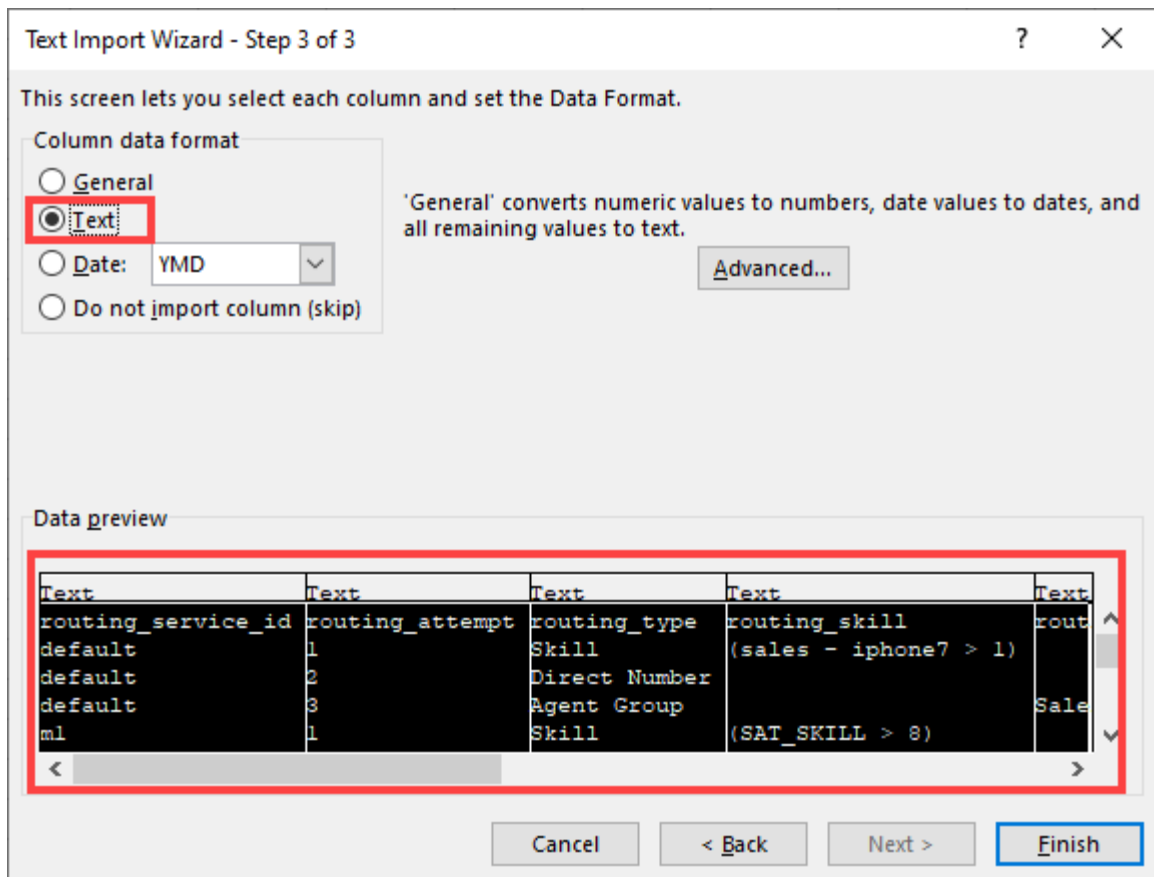 Text Import Wizard - Step 3 of 3 ?
This screen lets you select each column and set the Data Format.
Column data format
General
Text
Date: YMD
Do not import column (skip)
'General' converts numeric values to numbers, date values to dates, and
all remaining values to text.
Advanced...
Data preview
Text Text Text Text Text
routing_service_id routing_attempt routing_type routing_skill rout
default 1 Skill (sales - iphone7 > 1)
default 2 Direct Number
default 3 Agent Group Sale
ml 1 Skill (SAT_SKILL > 8)
Cancel < Back Next > Finish